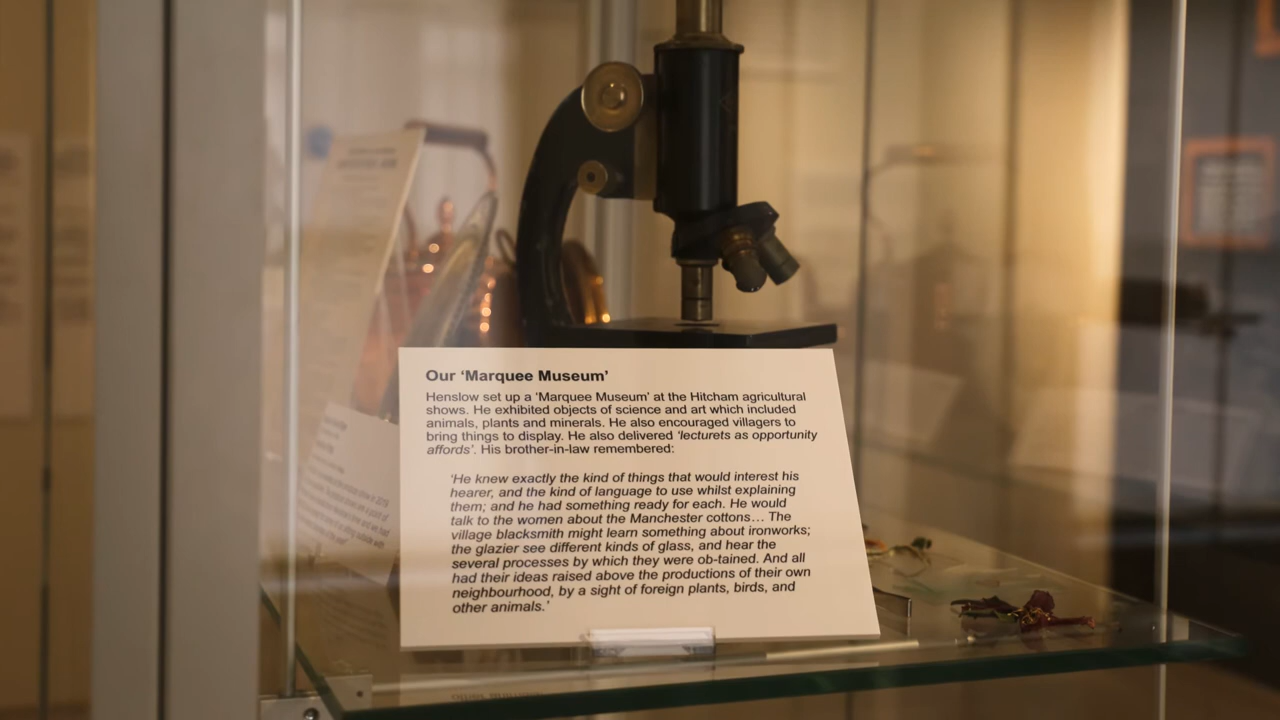 Our ‘Marquee Museum’
Henslow set up a ‘Marquee Museum’ at the Hitcham agricultural
shows. He exhibited objects of science and art which included
animals, plants and minerals. He also encouraged villagers to
bring things to display. He also delivered ‘lecturets as opportunity
affords’. His brother-in-law remembered:
‘He knew exactly the kind of things that would interest his
hearer, and the kind of language to use whilst explaining
them; and he had something ready for each. He would
talk to the women about the Manchester cottons… The
village blacksmith might learn something about ironworks;
the glazier see different kinds of glass, and hear the
several processes by which they were ob-tained. And all
had their ideas raised above the productions of their own
neighbourhood, by a sight of foreign plants, birds, and
other animals.’